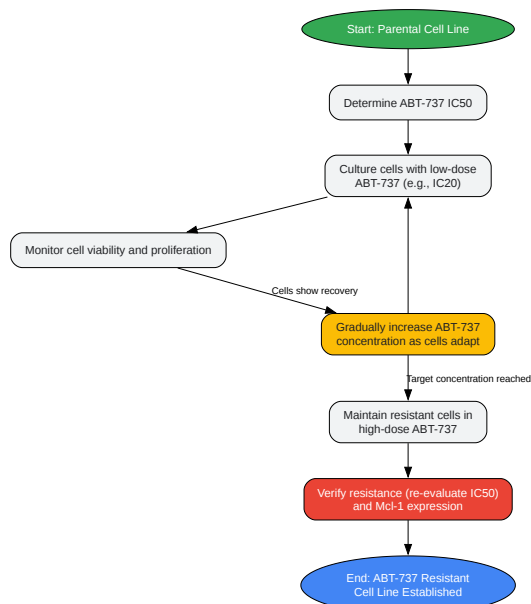 Start: Parental Cell Line
Determine ABT-737 IC50
Culture cells with low-dose
ABT-737 (e.g., IC20)
Monitor cell viability and proliferation
Cells show recovery
Gradually increase ABT-737
concentration as cells adapt
Target concentration reached
Maintain resistant cells in
high-dose ABT-737
Verify resistance (re-evaluate IC50)
and Mcl-1 expression
End: ABT-737 Resistant
Cell Line Established